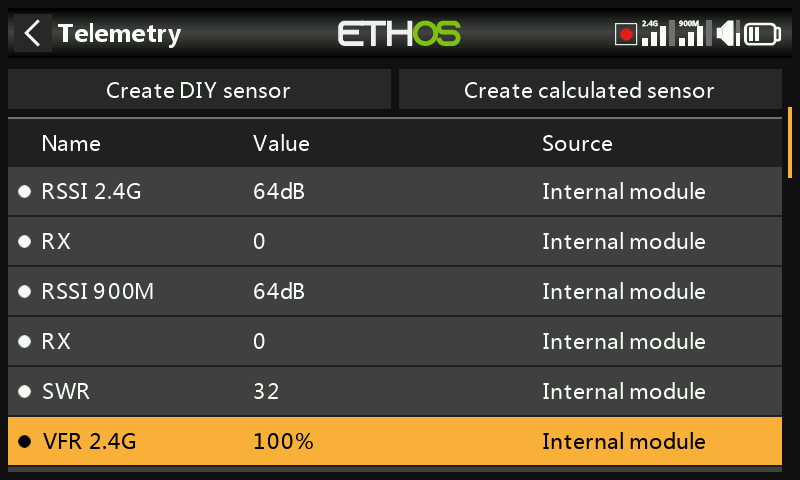 Telemetry ETHOS 2.4G 900M
Create DIY sensor Create calculated sensor
Name Value Source
RSSI 2.4G 64dB Internal module
RX 0 Internal module
RSSI 900M 64dB Internal module
RX 0 Internal module
SWR 32 Internal module
VFR 2.4G 100% Internal module